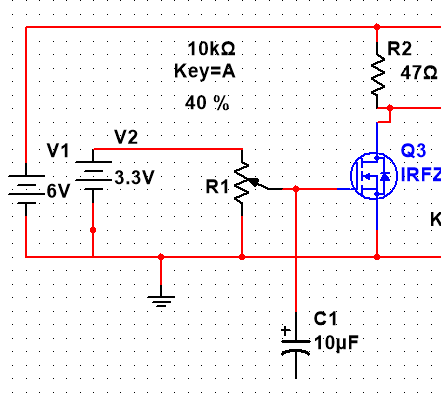 10kΩ
Key=A
40 %
R2
47Ω
V1
6V
V2
3.3V
R1
Q3
IRFZ
K
C1
+
10µF